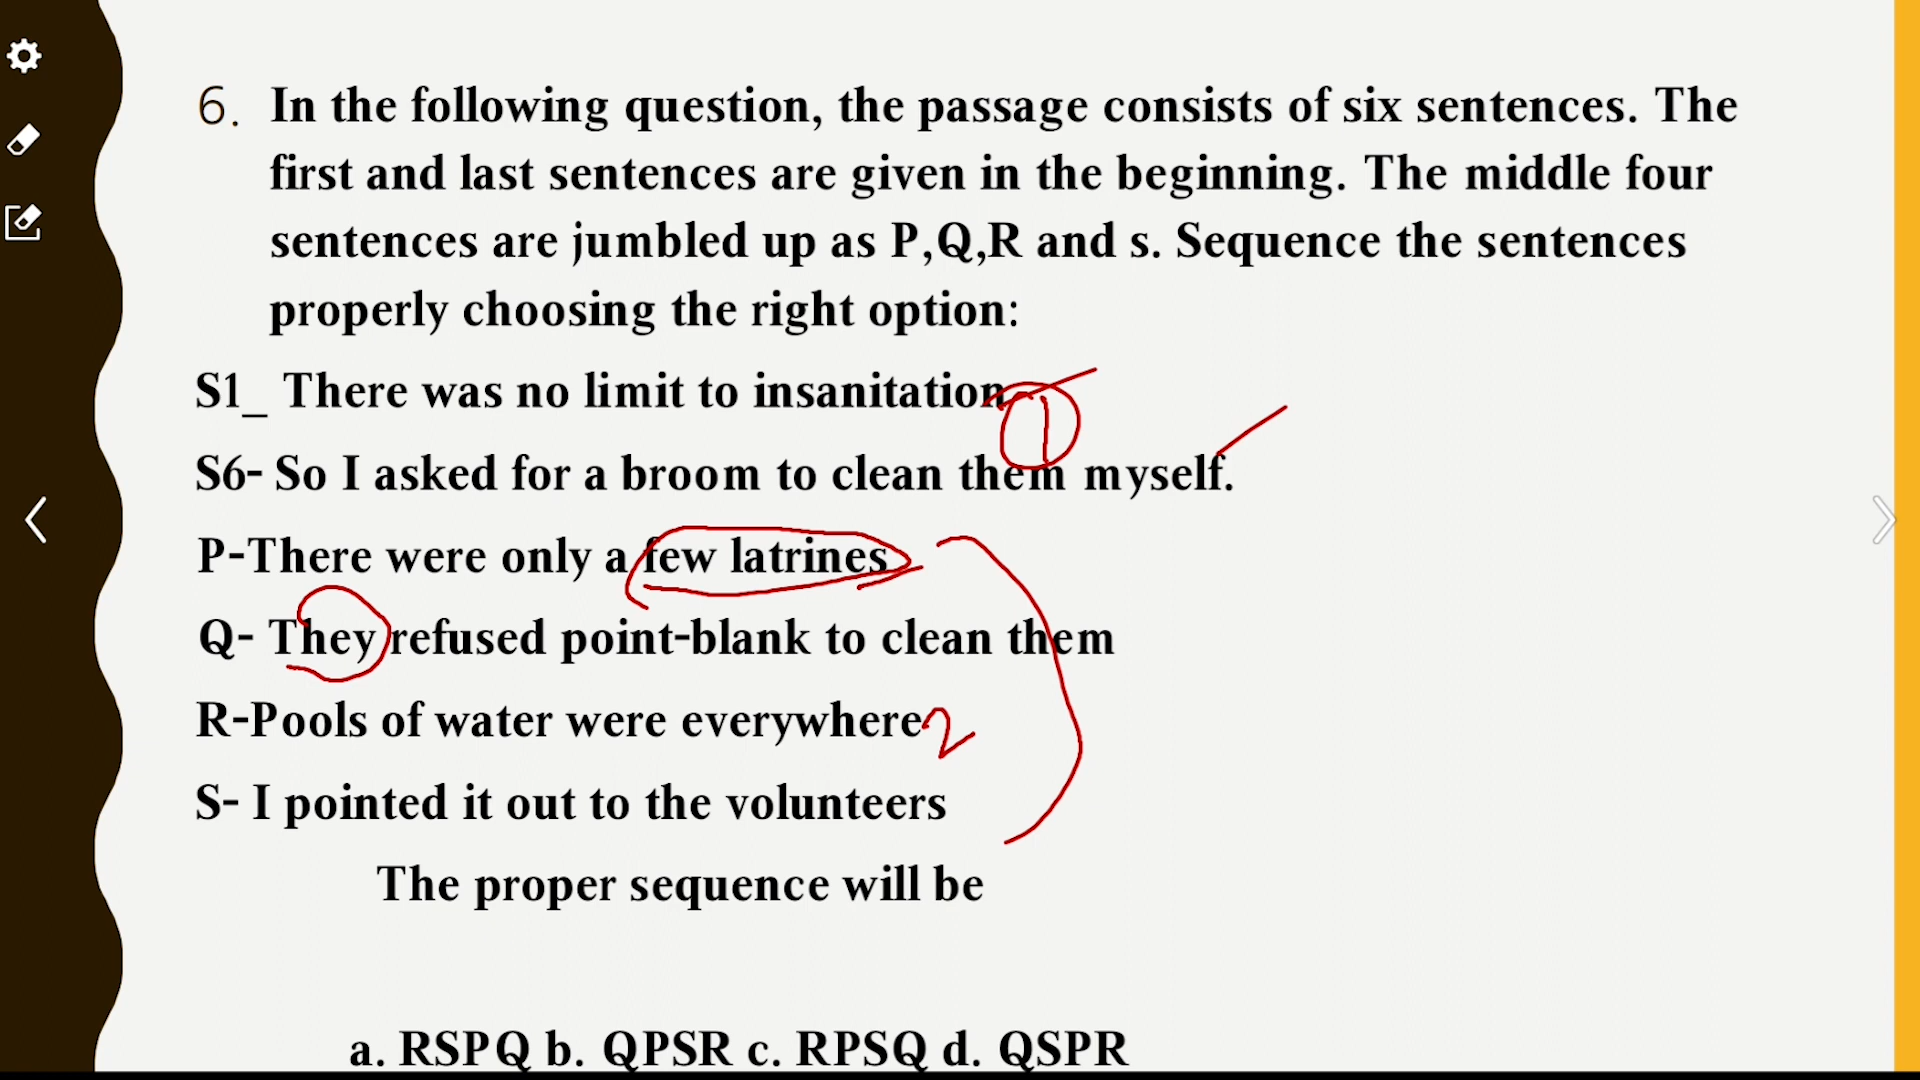 6. In the following question, the passage consists of six sentences. The
first and last sentences are given in the beginning. The middle four
sentences are jumbled up as P,Q,R and s. Sequence the sentences
properly choosing the right option:
S1_ There was no limit to insanitation.
1
S6- So I asked for a broom to clean them myself.
P-There were only a few latrines
Q- They refused point-blank to clean them
R-Pools of water were everywhere 2
S- I pointed it out to the volunteers
The proper sequence will be
a. RSPQ b. QPSR c. RPSQ d. QSPR